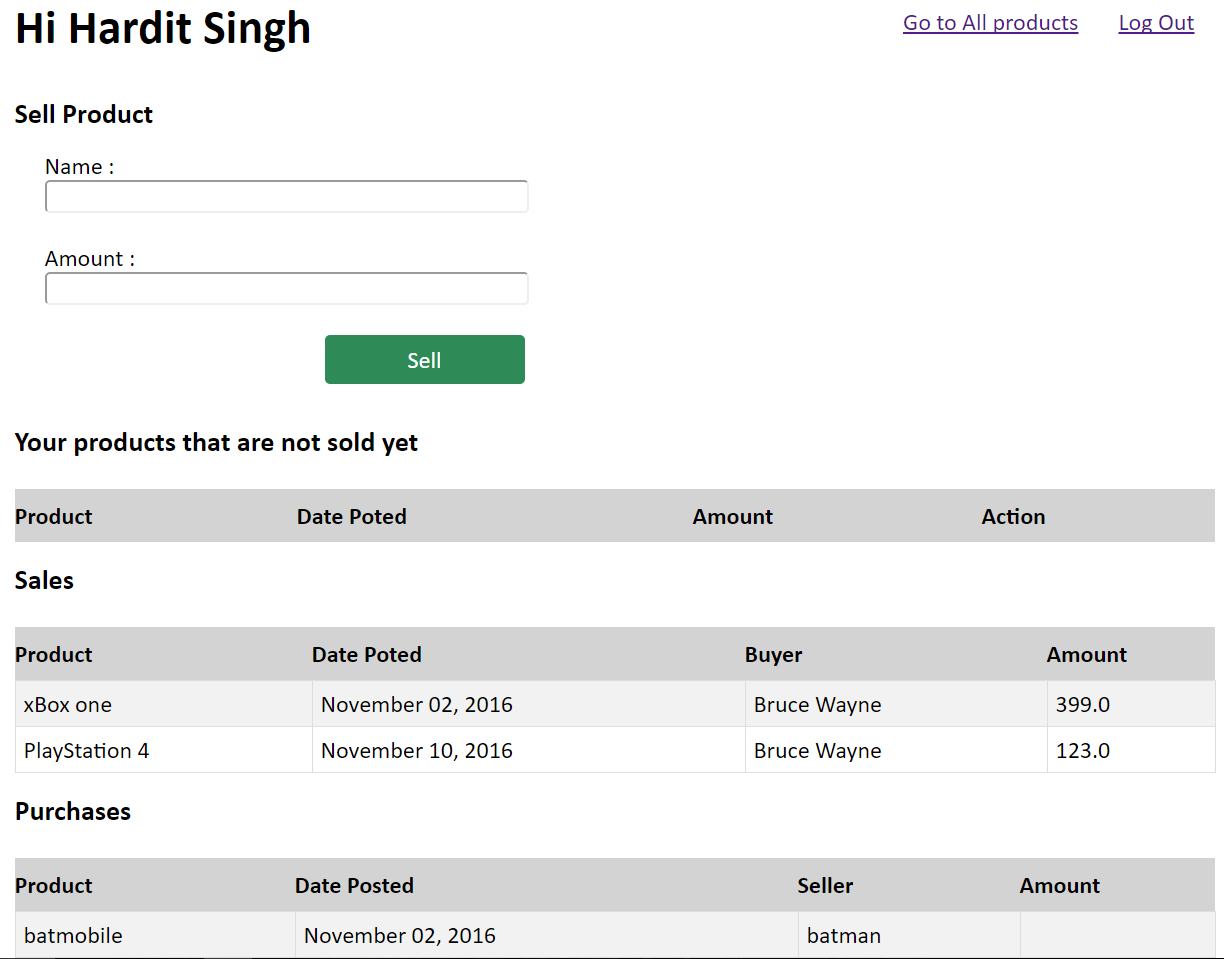 Hi Hardit Singh
Go to All products Log Out
Sell Product
Name :
Amount :
Sell
Your products that are not sold yet
Product Date Poted Amount Action
Sales
Product Date Poted Buyer Amount
xBox one November 02, 2016 Bruce Wayne 399.0
PlayStation 4 November 10, 2016 Bruce Wayne 123.0
Purchases
Product Date Posted Seller Amount
batmobile November 02, 2016 batman